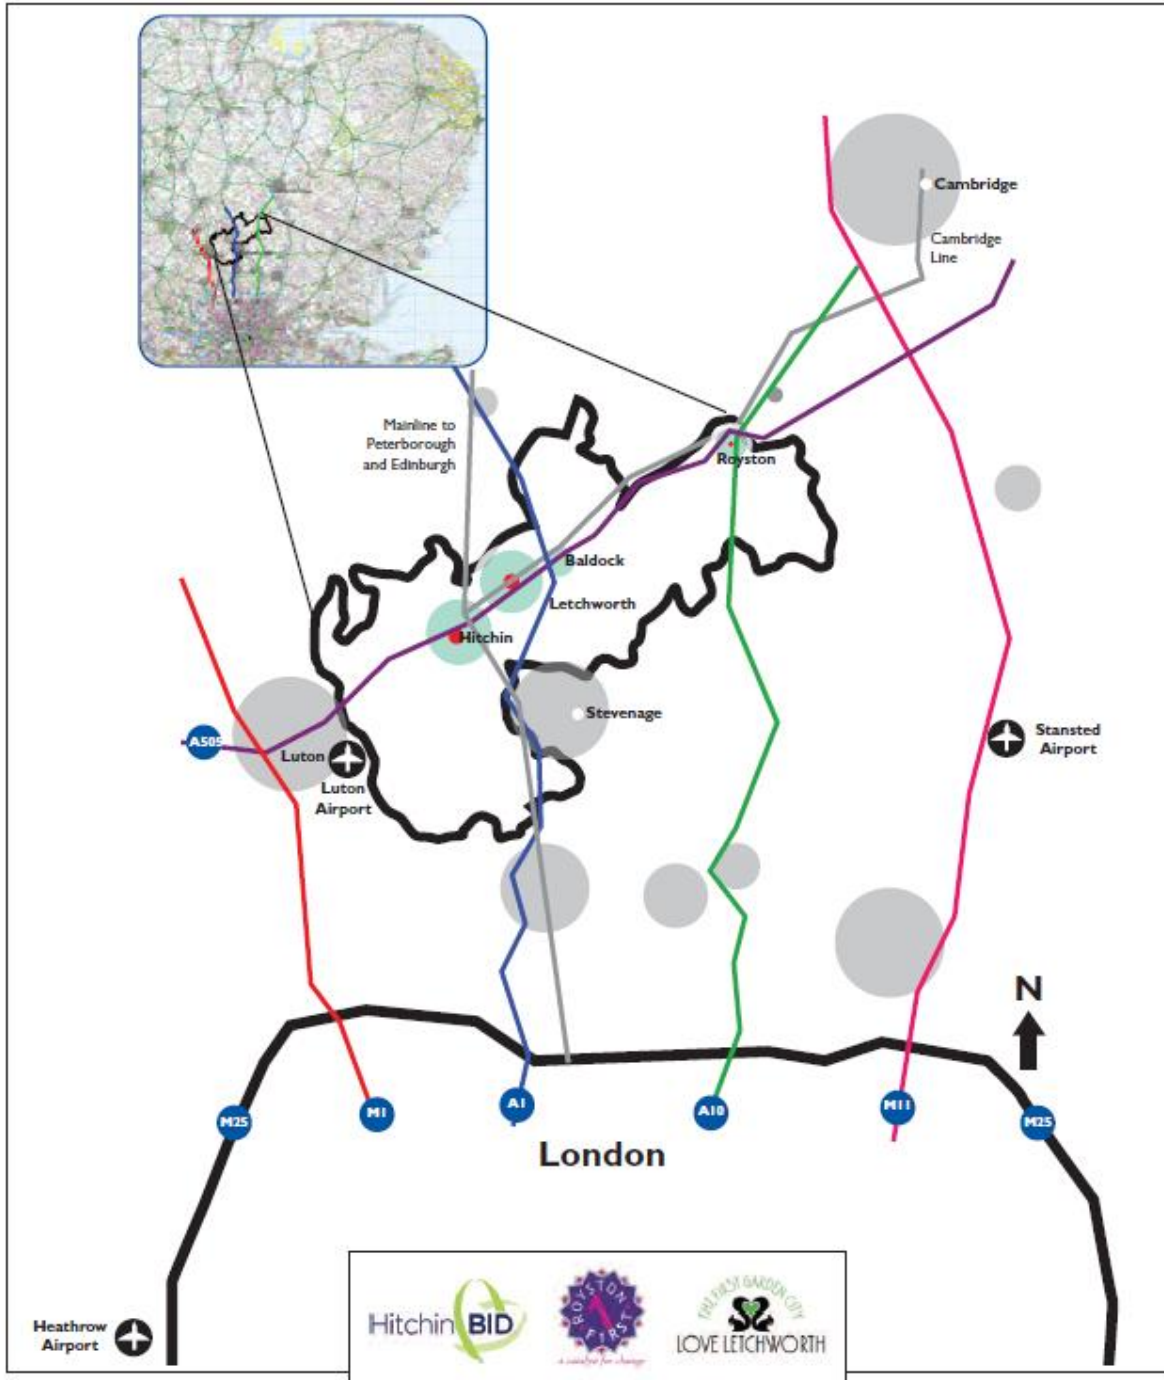 Cambridge
Cambridge
Line
Mainline to
Peterborough
and Edinburgh
Royston
Baldock
Letchworth
Hitchin
Stevenage
A505
Luton
Luton
Airport
Stansted
Airport
N
M25
M1
A1
A10
M11
M25
London
Heathrow
Airport
Hitchin BID
ROYSTON
FIRST
a catalyst for change
THE FIRST GARDEN CITY
LOVE LETCHWORTH